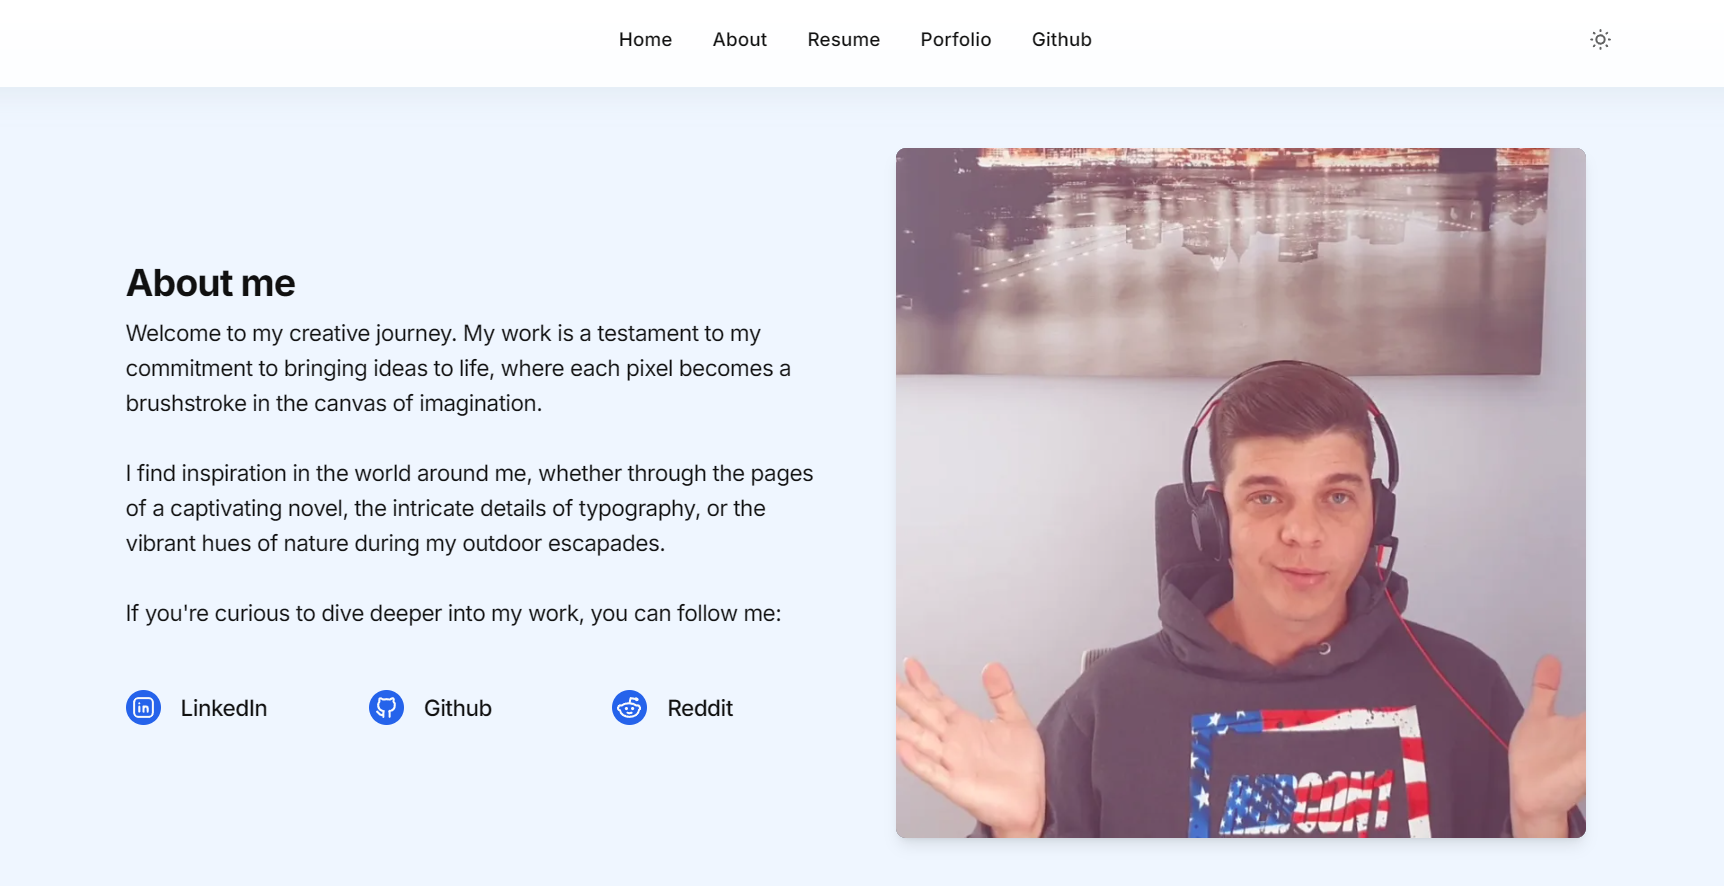 Home About Resume Porfolio Github
About me
Welcome to my creative journey. My work is a testament to my
commitment to bringing ideas to life, where each pixel becomes a
brushstroke in the canvas of imagination.
I find inspiration in the world around me, whether through the pages
of a captivating novel, the intricate details of typography, or the
vibrant hues of nature during my outdoor escapades.
If you're curious to dive deeper into my work, you can follow me:
in LinkedIn Github Reddit